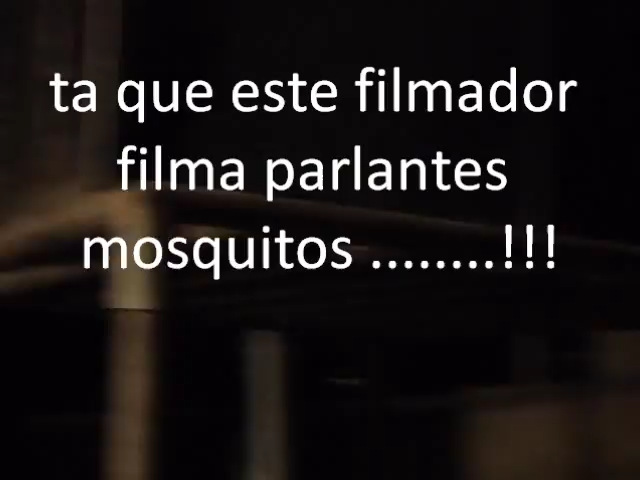 ta que este filmador
filma parlantes
mosquitos ........!!!